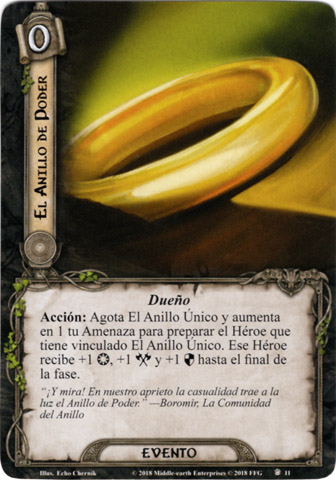 0
EL ANILLO DE PODER
Dueño
Acción: Agota El Anillo Único y aumenta
en 1 tu Amenaza para preparar el Héroe que
tiene vinculado El Anillo Único. Ese Héroe
recibe +1 , +1 y +1 hasta el final de
la fase.
“¡Y mira! En nuestro aprieto la casualidad trae a la
luz el Anillo de Poder.” —Boromir, La Comunidad
del Anillo
EVENTO
Illus. Echo Chernik © 2018 Middle-earth Enterprises © 2018 FFG 11